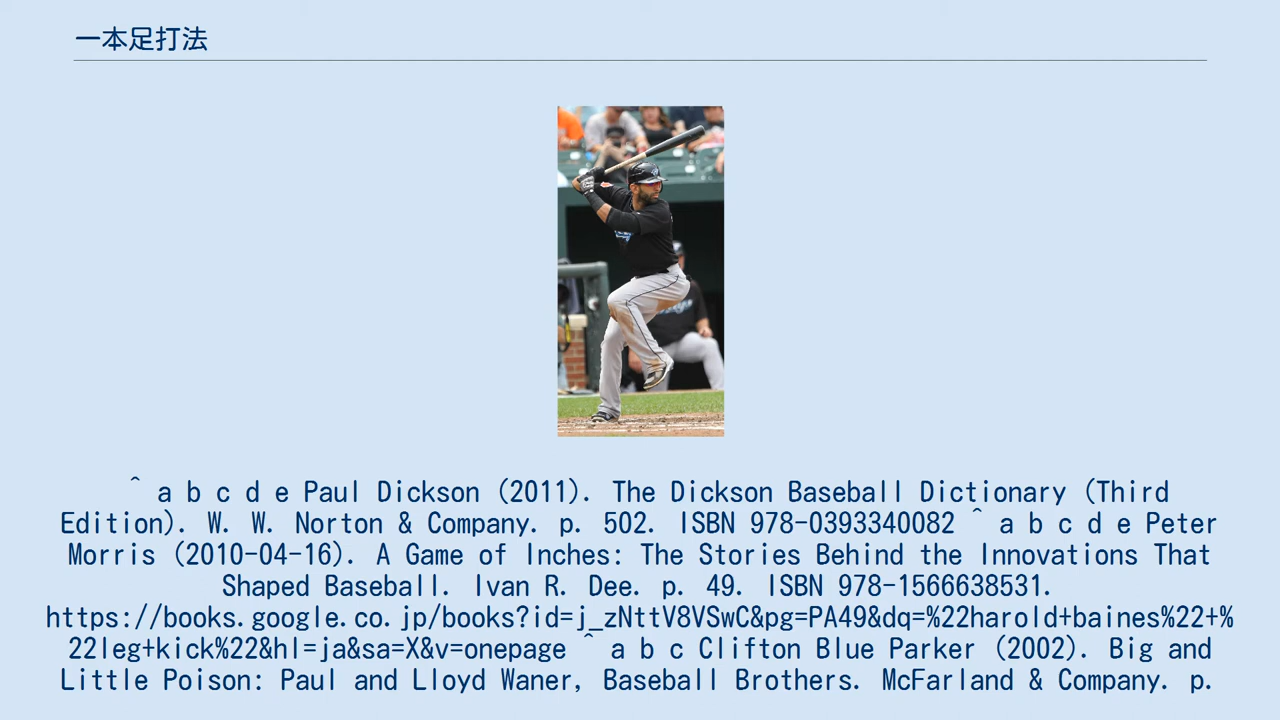 一本足打法
^ a b c d e Paul Dickson (2011). The Dickson Baseball Dictionary (Third
Edition). W. W. Norton & Company. p. 502. ISBN 978-0393340082 ^ a b c d e Peter
Morris (2010-04-16). A Game of Inches: The Stories Behind the Innovations That
Shaped Baseball. Ivan R. Dee. p. 49. ISBN 978-1566638531.
https://books.google.co.jp/books?id=j_zNttV8VSwC&pg=PA49&dq=%22harold+baines%22+%
22leg+kick%22&hl=ja&sa=X&v=onepage ^ a b c Clifton Blue Parker (2002). Big and
Little Poison: Paul and Lloyd Waner, Baseball Brothers. McFarland & Company. p.